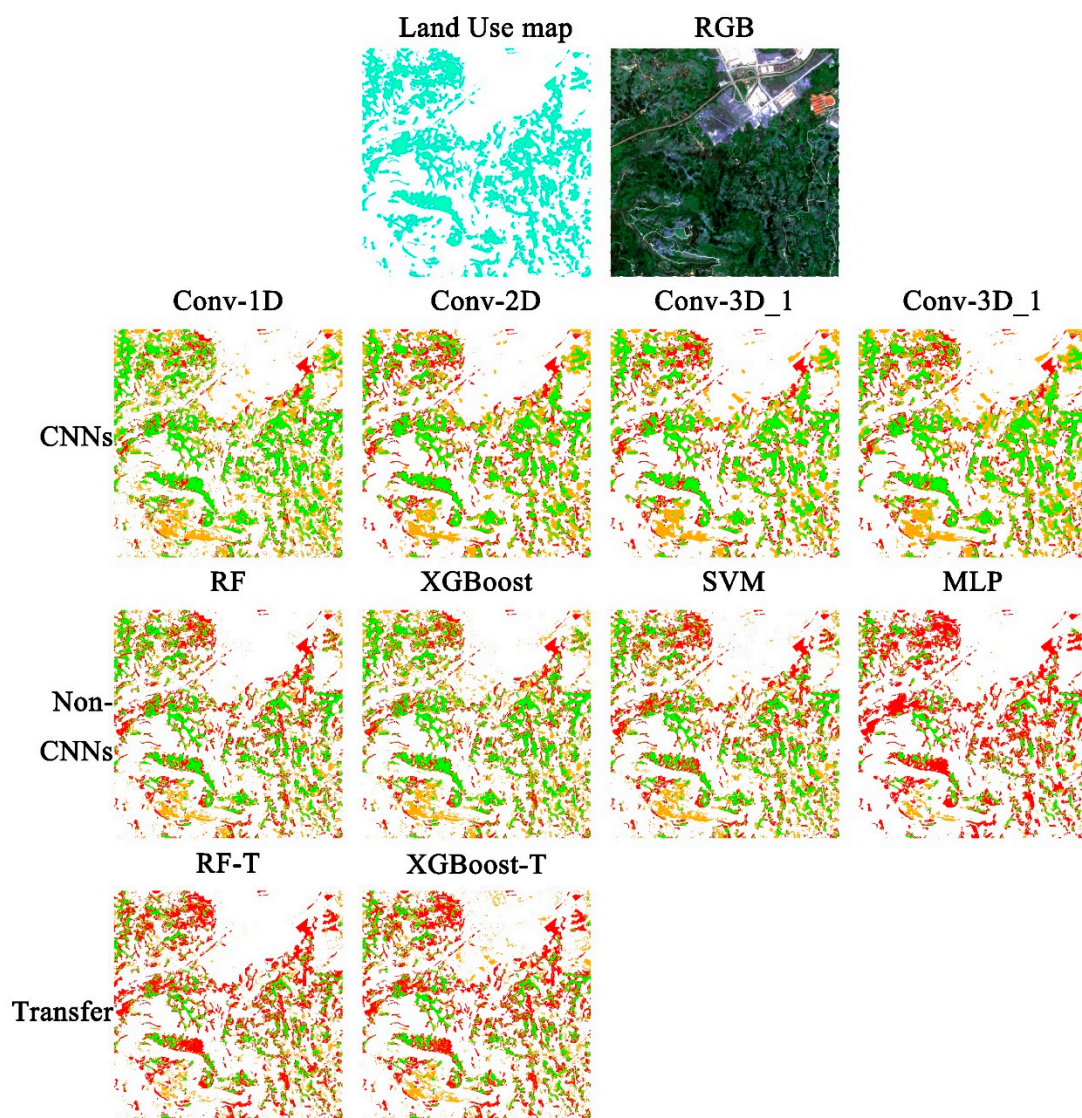 Land Use map RGB
Conv-1D Conv-2D Conv-3D_1 Conv-3D_1
CNNs
RF XGBoost SVM MLP
Non-
CNNs
RF-T XGBoost-T
Transfer